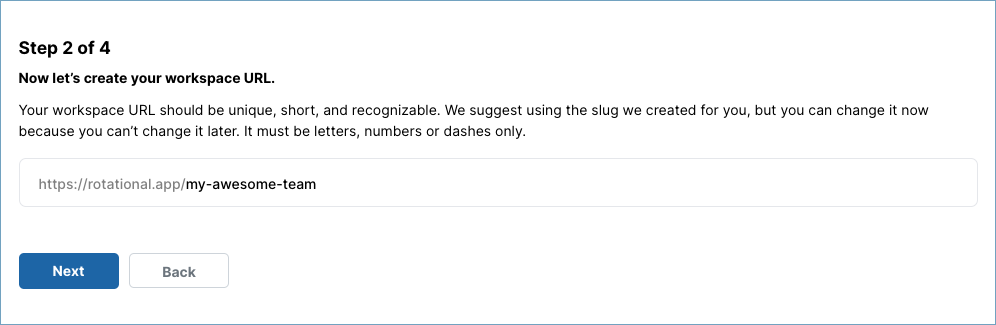 Step 2 of 4
Now let’s create your workspace URL.
Your workspace URL should be unique, short, and recognizable. We suggest using the slug we created for you, but you can change it now
because you can’t change it later. It must be letters, numbers or dashes only.
https://rotational.app/my-awesome-team
Next
Back